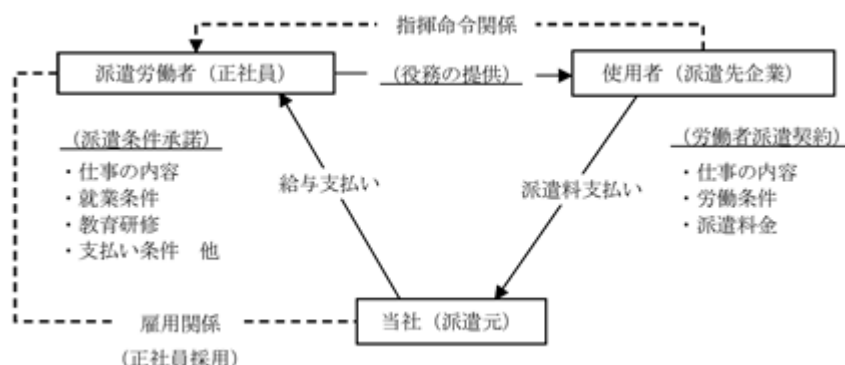 指揮命令関係
派遣労働者（正社員）
（役務の提供）
使用者（派遣先企業）
（派遣条件承諾）
・仕事の内容
・就業条件
・教育研修
・支払い条件　他
給与支払い
派遣料支払い
（労働者派遣契約）
・仕事の内容
・労働条件
・派遣料金
雇用関係
（正社員採用）
当社（派遣元）